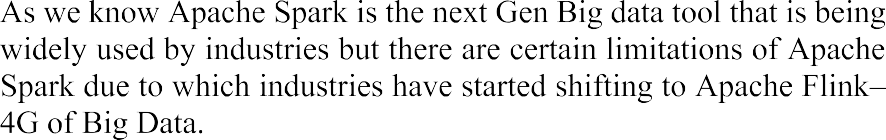 As we know Apache Spark is the next Gen Big data tool that is being
widely used by industries but there are certain limitations of Apache
Spark due to which industries have started shifting to Apache Flink–
4G of Big Data.